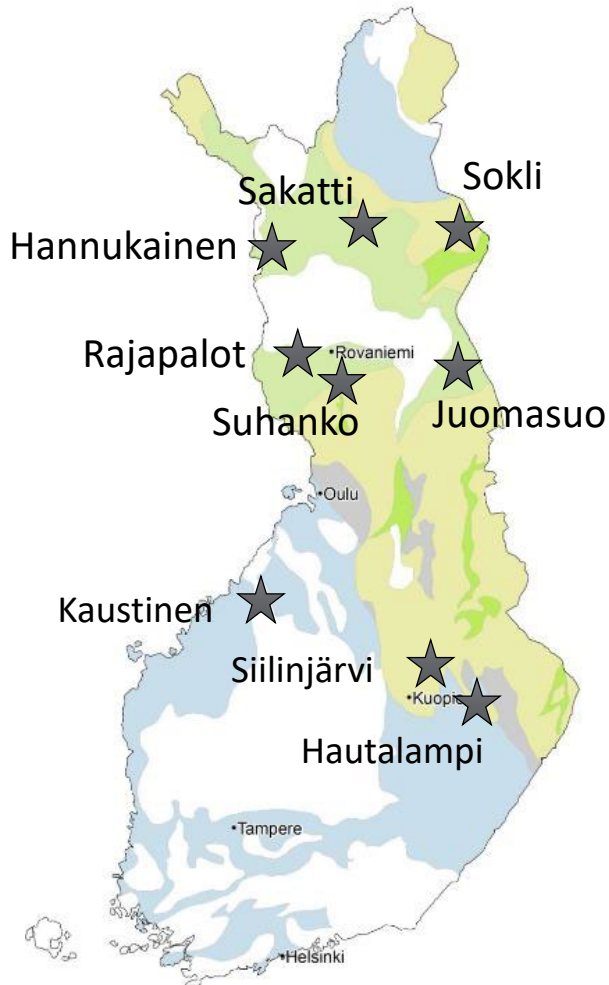 Sokli
Sakatti
Hannukainen
Rajapalot
Rovaniemi
Suhanko
Juomasuo
Oulu
Kaustinen
Siilinjärvi
Hautalampi
Tampere
Helsinki